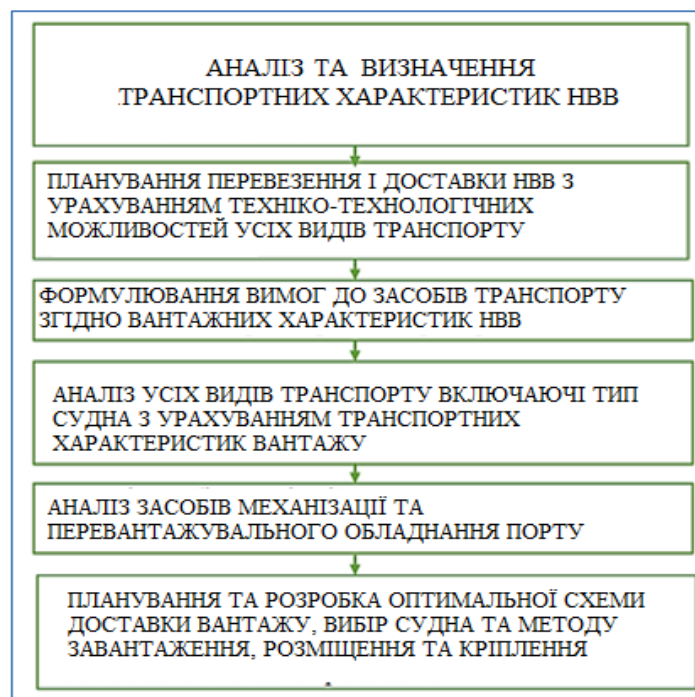 АНАЛІЗ ТА ВИЗНАЧЕННЯ
ТРАНСПОРТНИХ ХАРАКТЕРИСТИК НВВ
ПЛАНУВАННЯ ПЕРЕВЕЗЕННЯ І ДОСТАВКИ НВВ З
УРАХУВАННЯМ ТЕХНІКО-ТЕХНОЛОГІЧНИХ
МОЖЛИВОСТЕЙ УСІХ ВИДІВ ТРАНСПОРТУ
ФОРМУЛЮВАННЯ ВИМОГ ДО ЗАСОБІВ ТРАНСПОРТУ
ЗГІДНО ВАНТАЖНИХ ХАРАКТЕРИСТИК НВВ
АНАЛІЗ УСІХ ВИДІВ ТРАНСПОРТУ ВКЛЮЧАЮЧІ ТИП
СУДНА З УРАХУВАННЯМ ТРАНСПОРТНИХ
ХАРАКТЕРИСТИК ВАНТАЖУ
АНАЛІЗ ЗАСОБІВ МЕХАНІЗАЦІЇ ТА
ПЕРЕВАНТАЖУВАЛЬНОГО ОБЛАДНАННЯ ПОРТУ
ПЛАНУВАННЯ ТА РОЗРОБКА ОПТИМАЛЬНОЇ СХЕМИ
ДОСТАВКИ ВАНТАЖУ, ВИБІР СУДНА ТА МЕТОДУ
ЗАВАНТАЖЕННЯ, РОЗМІЩЕННЯ ТА КРІПЛЕННЯ